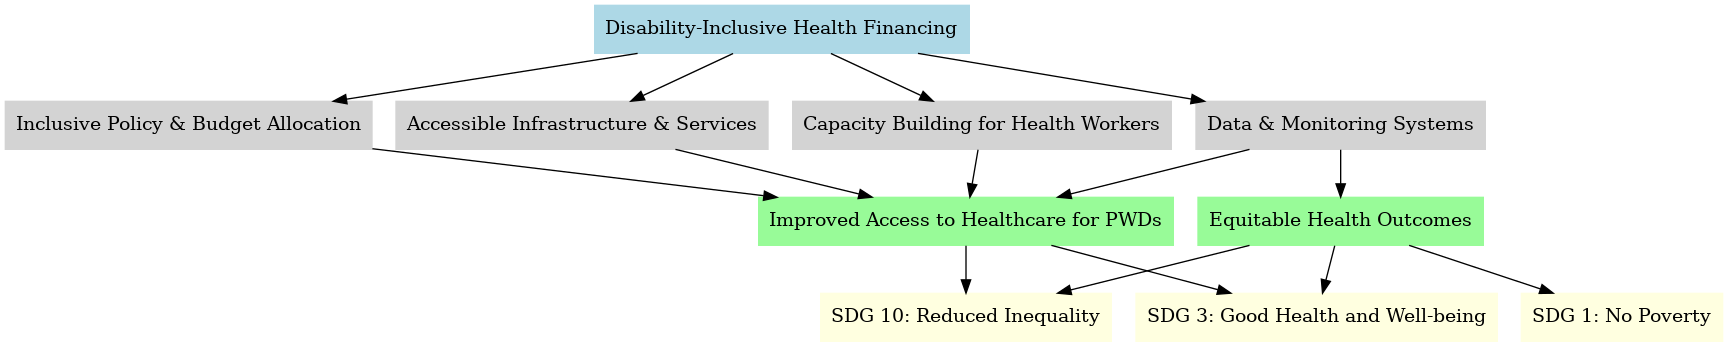 Disability-Inclusive Health Financing
Inclusive Policy & Budget Allocation
Accessible Infrastructure & Services
Capacity Building for Health Workers
Data & Monitoring Systems
Improved Access to Healthcare for PWDs
Equitable Health Outcomes
SDG 10: Reduced Inequality
SDG 3: Good Health and Well-being
SDG 1: No Poverty